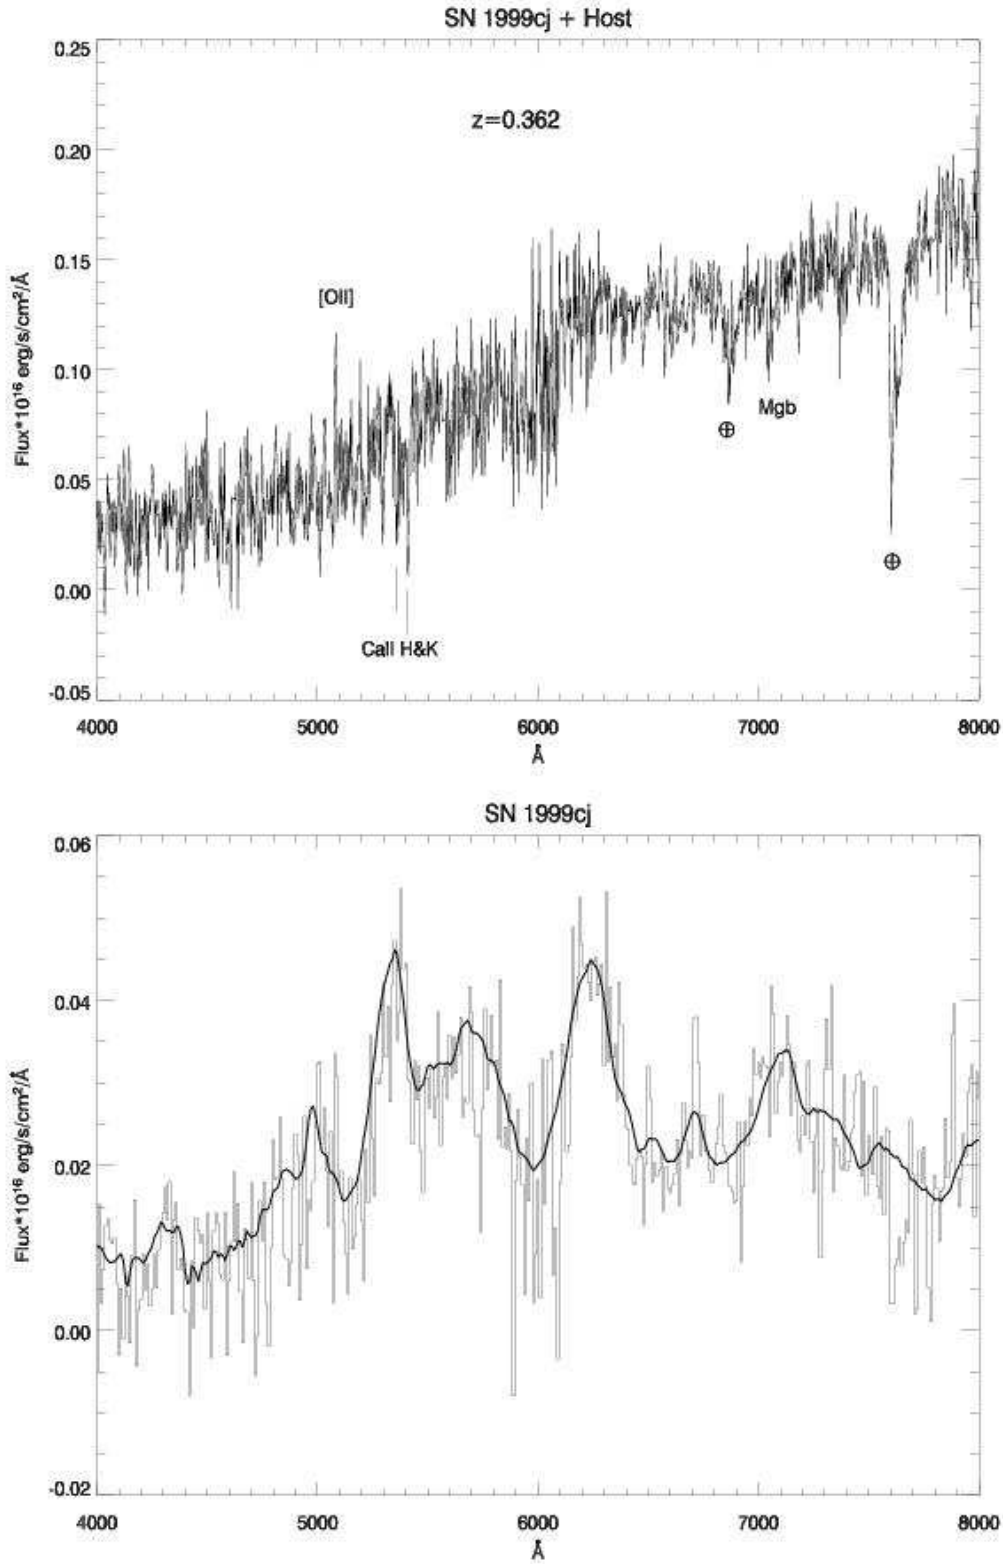 SN 1999cj + Host
0.25
z=0.362
0.20
0.15
[OII]
0.10
Mgb
⊕
0.05
⊕
0.00
CaII H&K
-0.05
Flux*10¹⁶ erg/s/cm²/Å
4000 5000 6000 7000 8000
Å
SN 1999cj
0.06
0.04
0.02
0.00
-0.02
Flux*10¹⁶ erg/s/cm²/Å
4000 5000 6000 7000 8000
Å